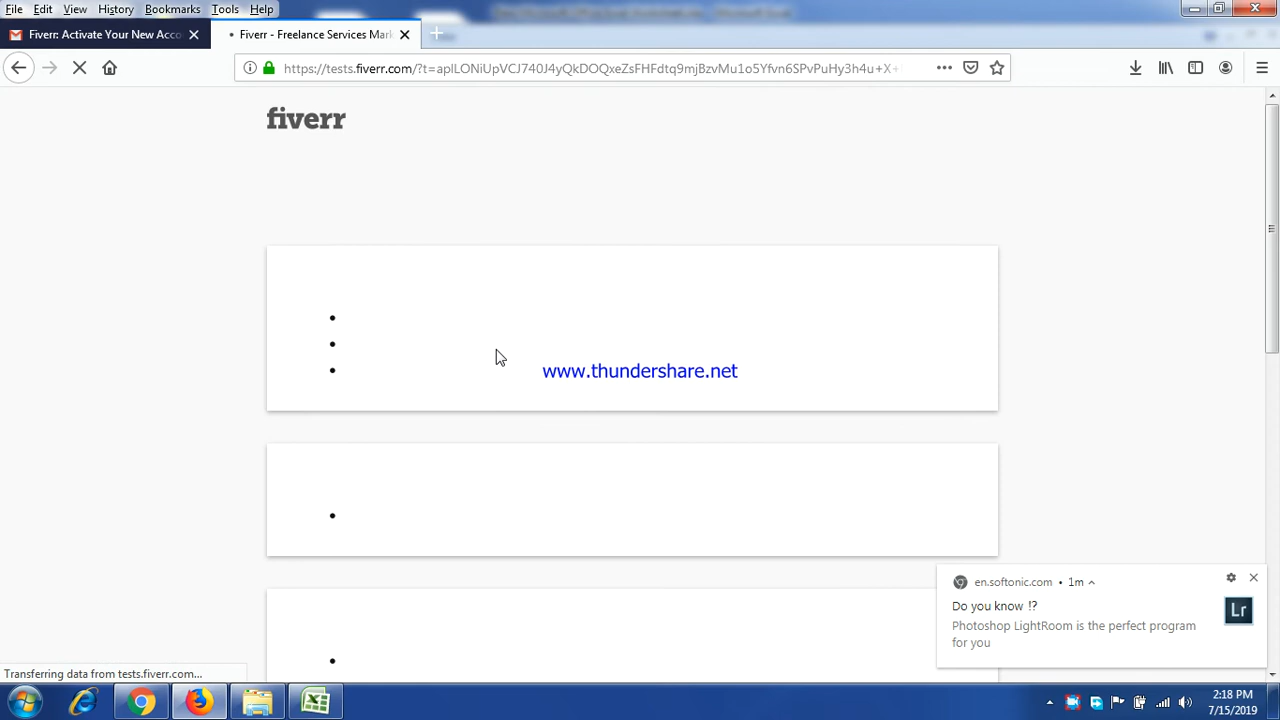 File Edit View History Bookmarks Tools Help
Fiverr: Activate Your New Acco
Fiverr - Freelance Services Mark
https://tests.fiverr.com/?t=aplLONiUpVCJ740J4yQkDOQxeZsFHFdtq9mjBzvMu1o5Yfvn6SPvPuHy3h4u+X+
fiverr
www.thundershare.net
en.softonic.com • 1m
Do you know !?
Photoshop LightRoom is the perfect program
for you
Lr
Transferring data from tests.fiverr.com...
2:18 PM
7/15/2019